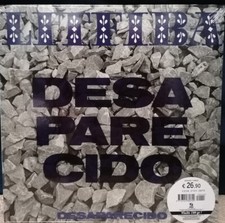 LITFIBA
DESA
PARE
CIDO
€ 26.90
DESAPARECIDO